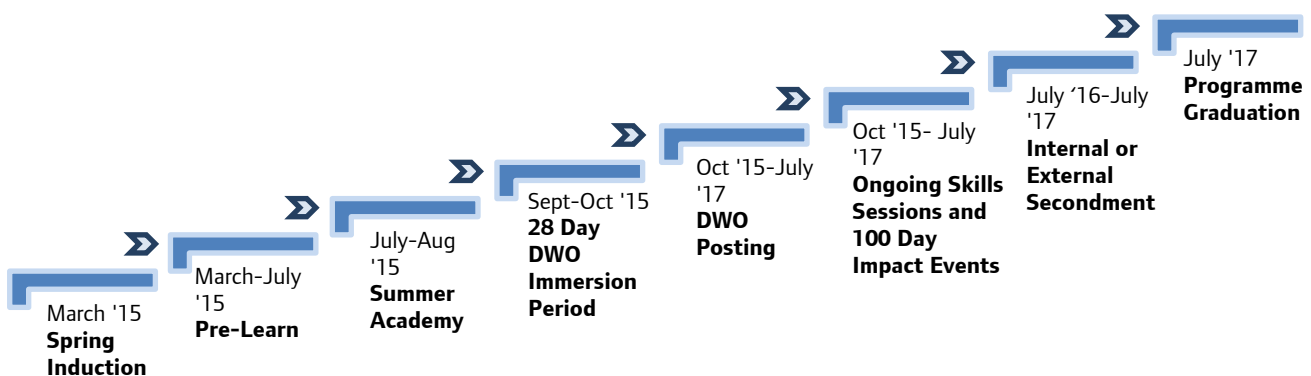 March '15
Spring
Induction
March-July
'15
Pre-Learn
July-Aug
'15
Summer
Academy
Sept-Oct '15
28 Day
DWO
Immersion
Period
Oct '15-July
'17
DWO
Posting
Oct '15- July
'17
Ongoing Skills
Sessions and
100 Day
Impact Events
July ‘16-July
'17
Internal or
External
Secondment
July '17
Programme
Graduation